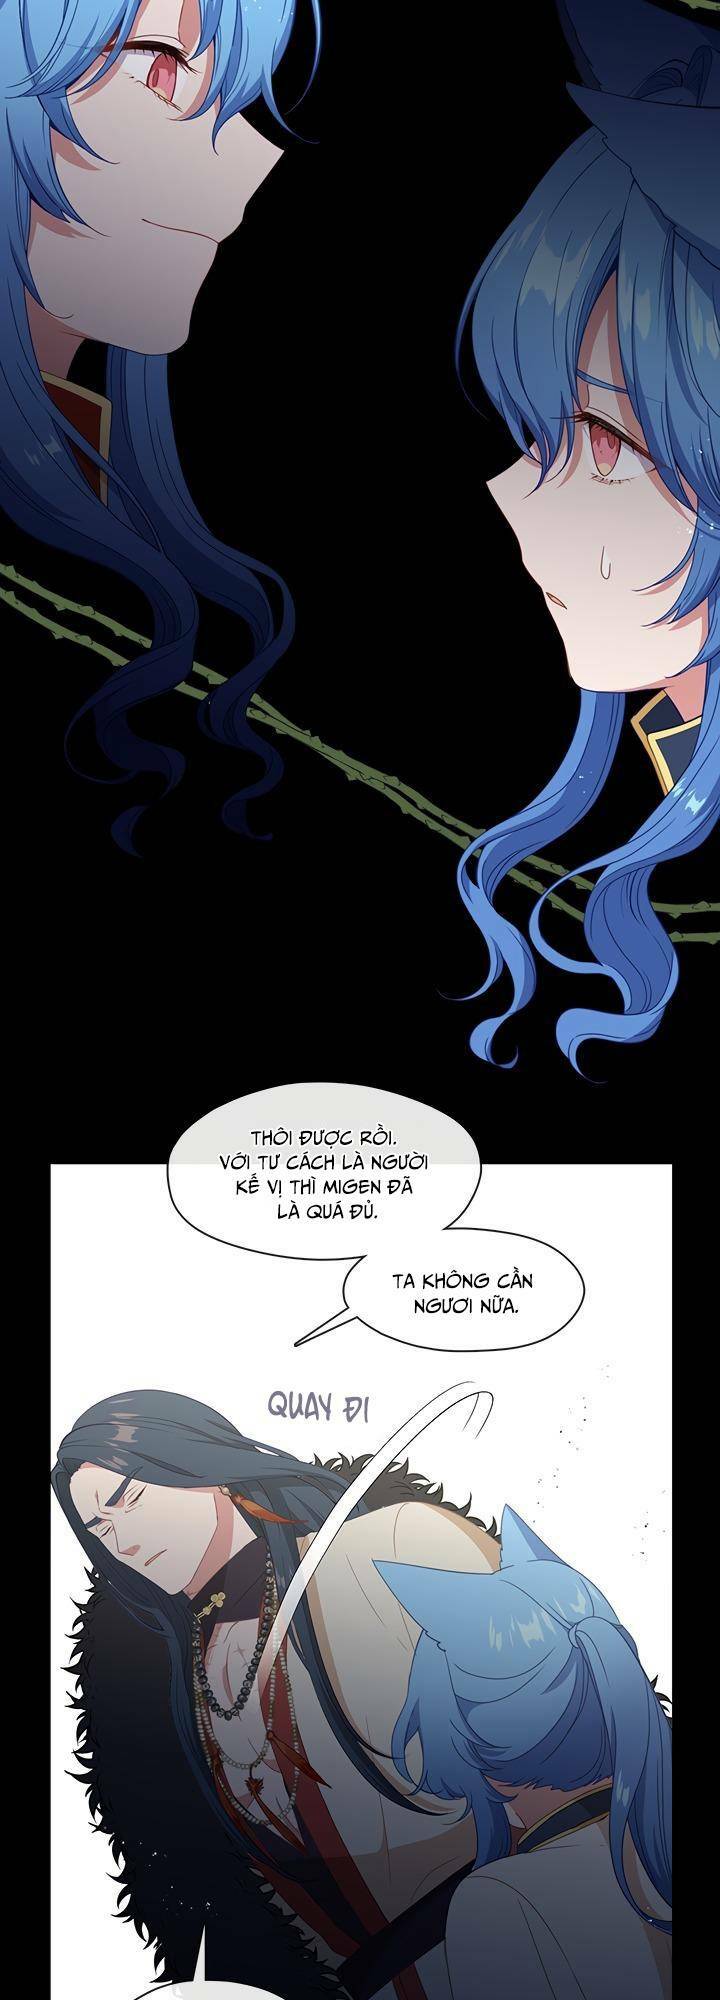 THÔI ĐƯỢC RỒI.
VỚI TƯ CÁCH LÀ NGƯỜI
KẾ VỊ THÌ MIGEN ĐÃ
LÀ QUÁ ĐỦ.
TA KHÔNG CẦN
NGƯƠI NỮA.
QUAY ĐI